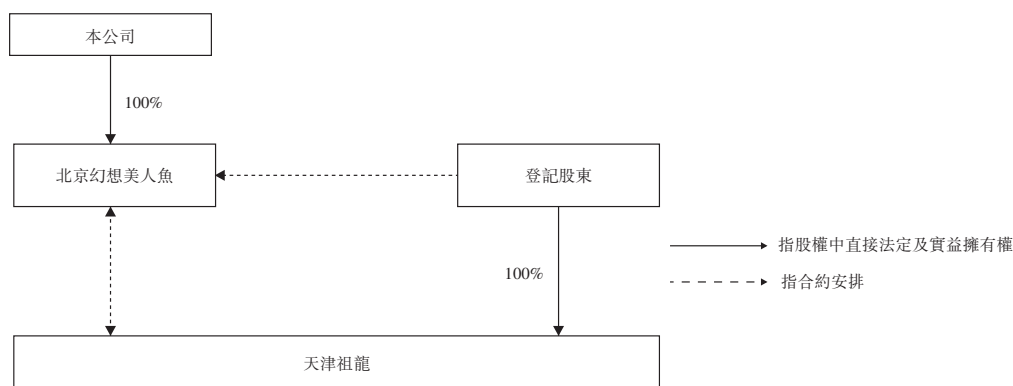 本公司
100%
北京幻想美人魚
登記股東
指股權中直接法定及實益擁有權
100%
指合約安排
天津祖龍